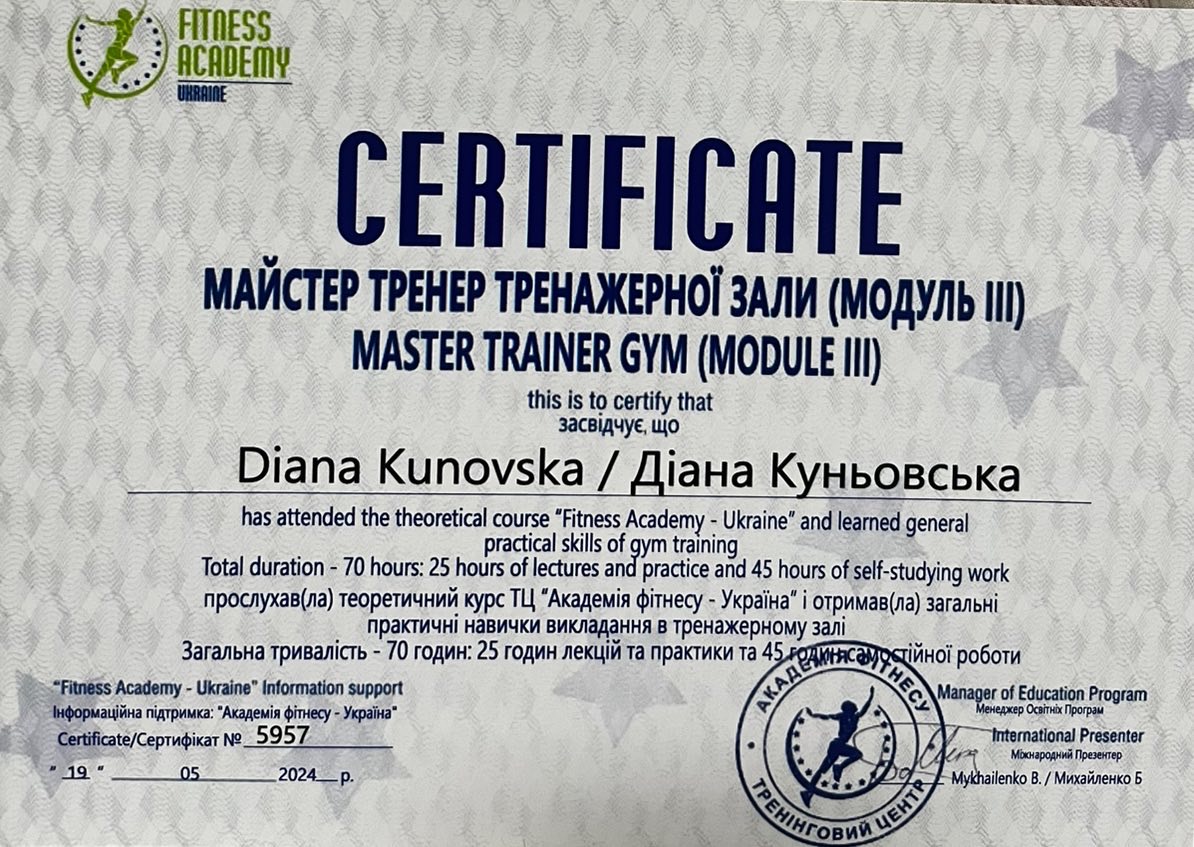 FITNESS
ACADEMY
UKRAINE
CERTIFICATE
МАЙСТЕР ТРЕНЕР ТРЕНАЖЕРНОЇ ЗАЛИ (МОДУЛЬ III)
MASTER TRAINER GYM (MODULE III)
this is to certify that
засвідчує, що
Diana Kunovska / Діана Куньовська
has attended the theoretical course “Fitness Academy - Ukraine” and learned general
practical skills of gym training
Total duration - 70 hours: 25 hours of lectures and practice and 45 hours of self-studying work
прослухав(ла) теоретичний курс ТЦ “Академія фітнесу - Україна” і отримав(ла) загальні
практичні навички викладання в тренажерному залі
Загальна тривалість - 70 годин: 25 годин лекцій та практики та 45 годин самостійної роботи
“Fitness Academy - Ukraine” Information support
Інформаційна підтримка: "Академія фітнесу - Україна"
Certificate/Сертифікат № 5957
“ 19 “ 05 2024 р.
АКАДЕМІЯ ФІТНЕСУ
ТРЕНІНГОВИЙ ЦЕНТР
Manager of Education Program
Менеджер Освітніх Програм
International Presenter
Міжнародний Презентер
Mykhailenko B. / Михайленко Б